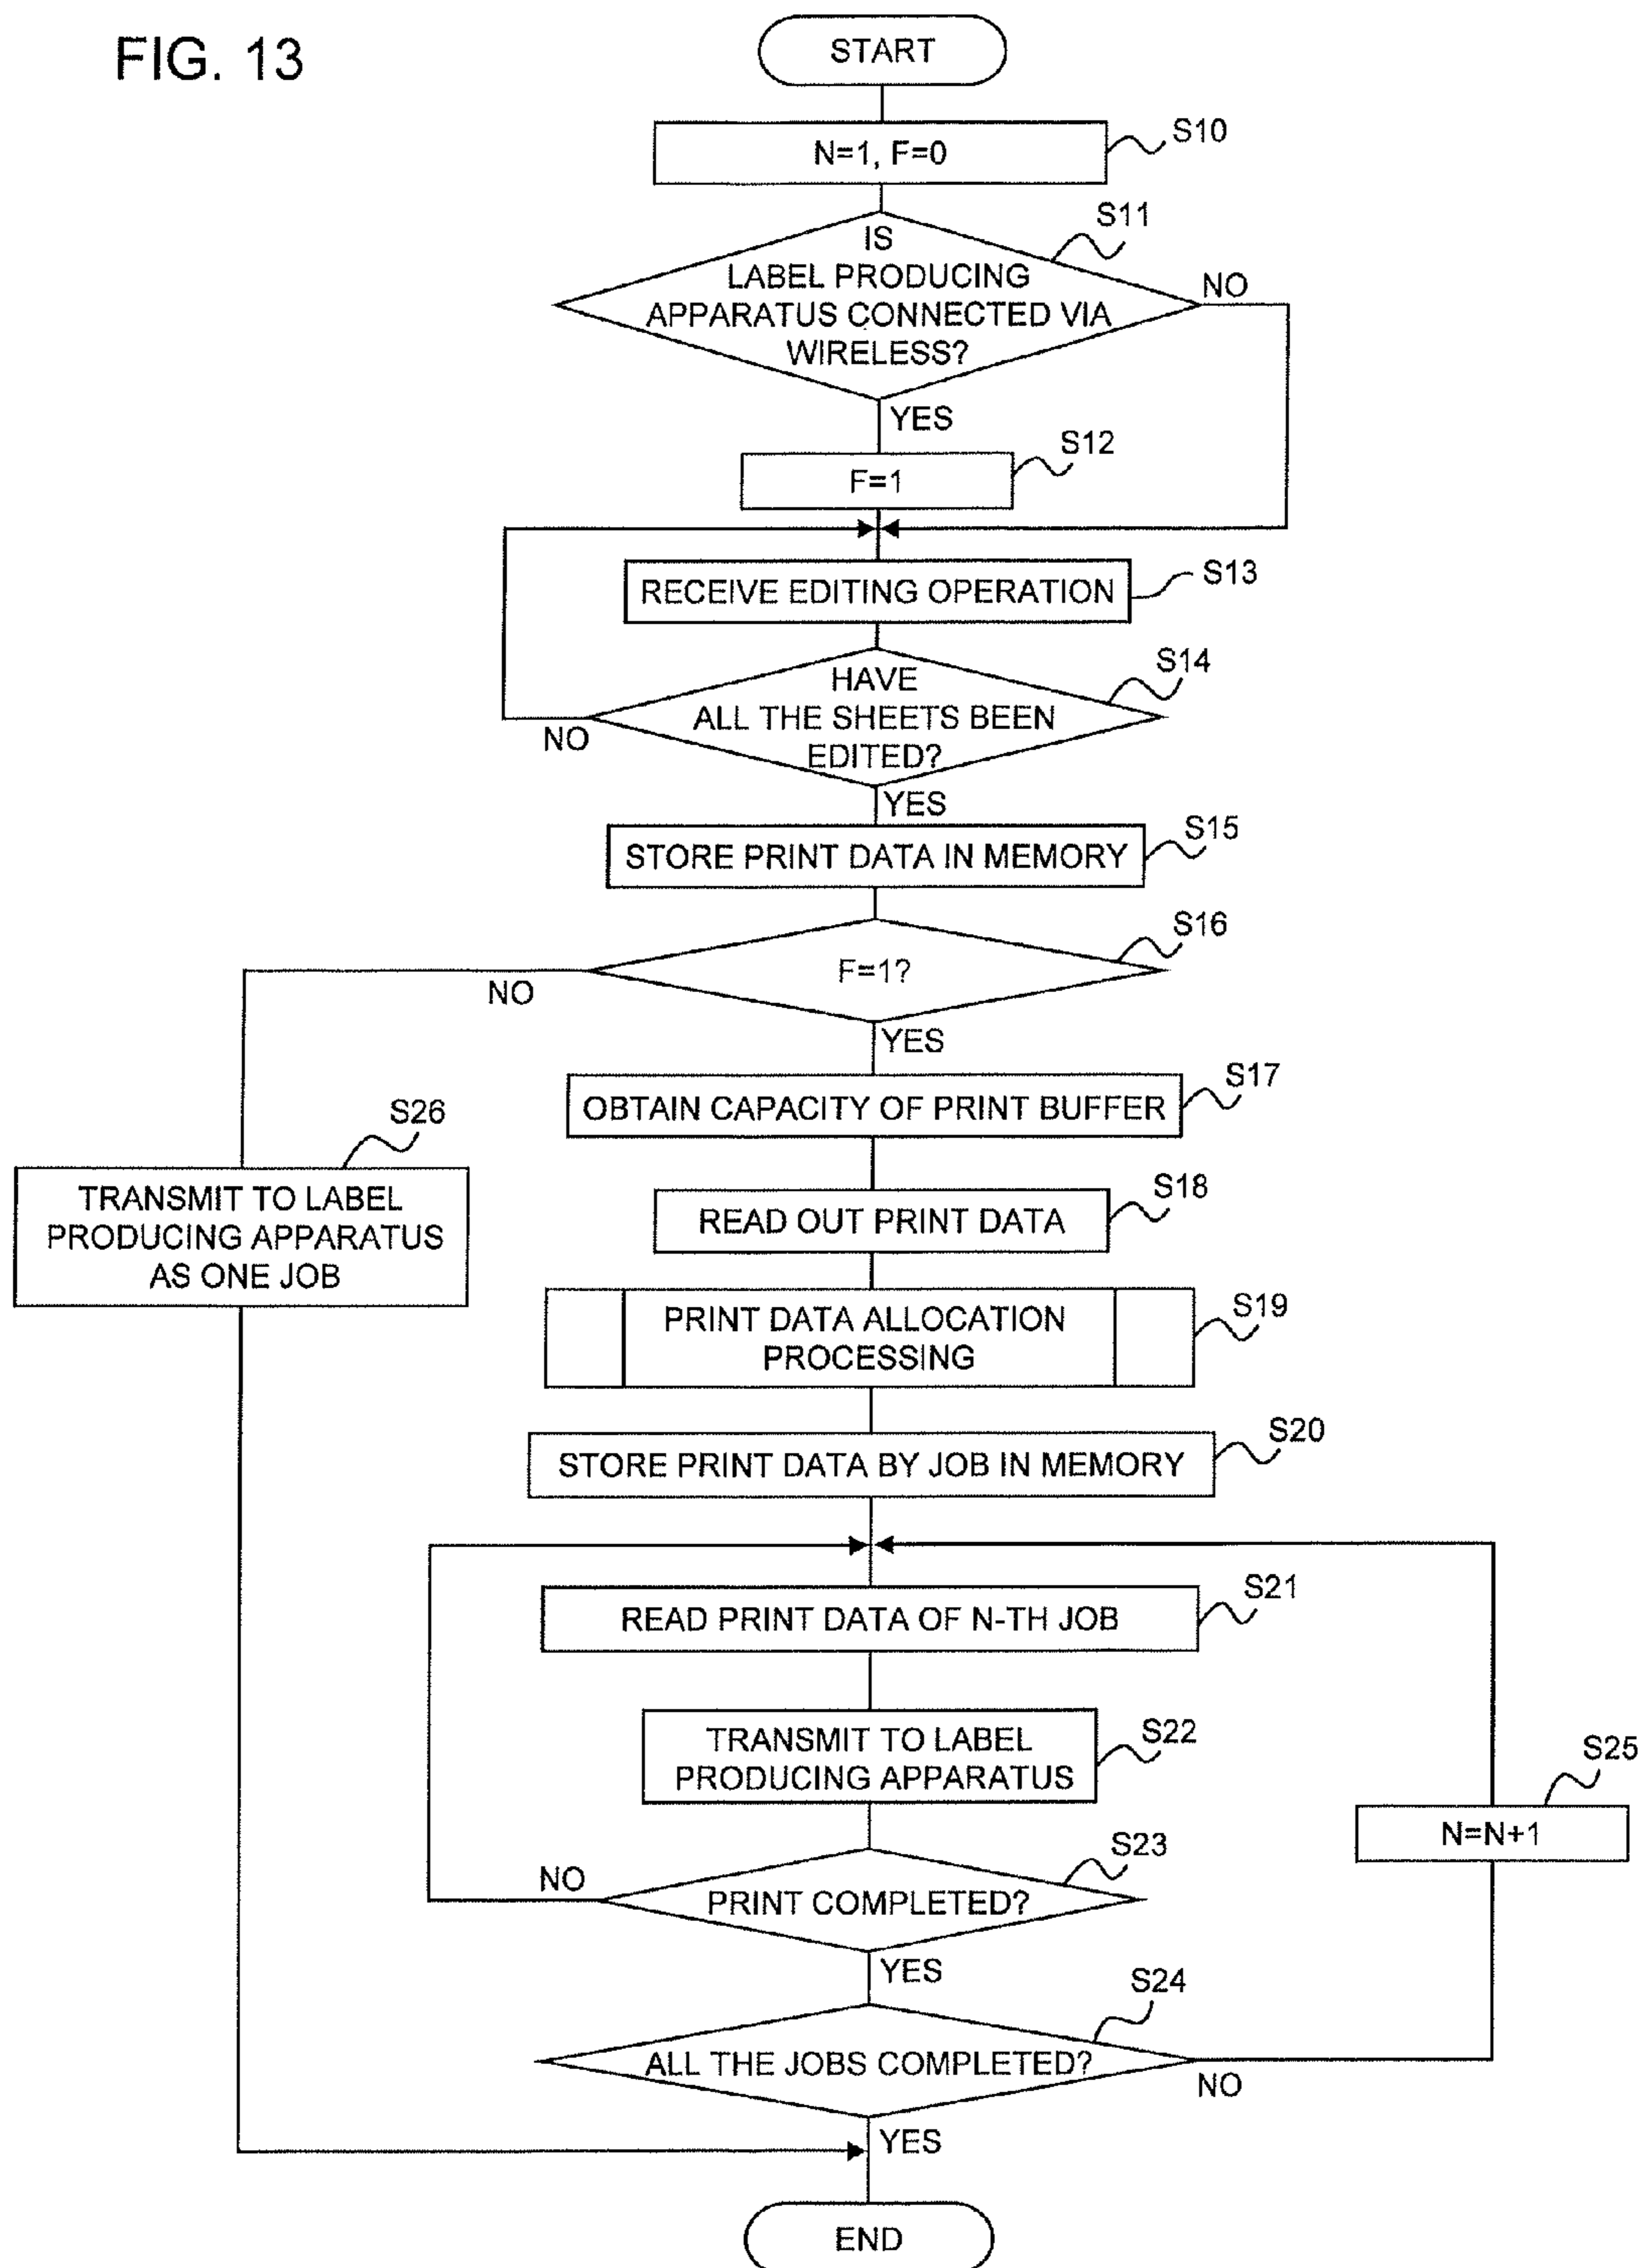 FIG. 13
START
N=1, F=0
S10
IS
LABEL PRODUCING
APPARATUS CONNECTED VIA
WIRELESS?
S11
NO
YES
F=1
S12
RECEIVE EDITING OPERATION
S13
HAVE
ALL THE SHEETS BEEN
EDITED?
S14
NO
YES
STORE PRINT DATA IN MEMORY
S15
F=1?
S16
NO
YES
OBTAIN CAPACITY OF PRINT BUFFER
S17
S26
TRANSMIT TO LABEL
PRODUCING APPARATUS
AS ONE JOB
READ OUT PRINT DATA
S18
PRINT DATA ALLOCATION
PROCESSING
S19
STORE PRINT DATA BY JOB IN MEMORY
S20
READ PRINT DATA OF N-TH JOB
S21
TRANSMIT TO LABEL
PRODUCING APPARATUS
S22
S25
N=N+1
PRINT COMPLETED?
S23
NO
YES
ALL THE JOBS COMPLETED?
S24
NO
YES
END